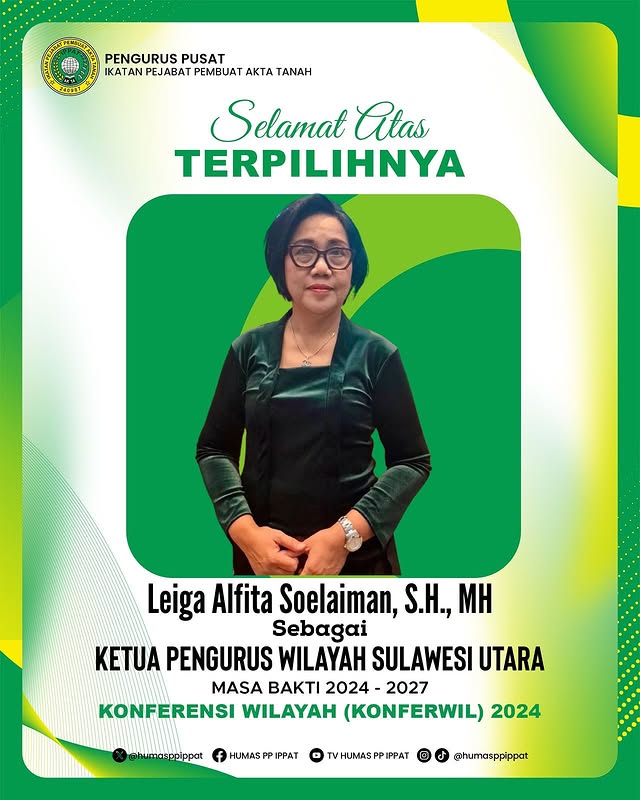 PENGURUS PUSAT
IKATAN PEJABAT PEMBUAT AKTA TANAH
Selamat Atas
TERPILIHNYA
Leiga Alfita Soelaiman, S.H., MH
Sebagai
KETUA PENGURUS WILAYAH SULAWESI UTARA
MASA BAKTI 2024 - 2027
KONFERENSI WILAYAH (KONFERWIL) 2024
@humasppippat HUMAS PP IPPAT TV HUMAS PP IPPAT @humasppippat